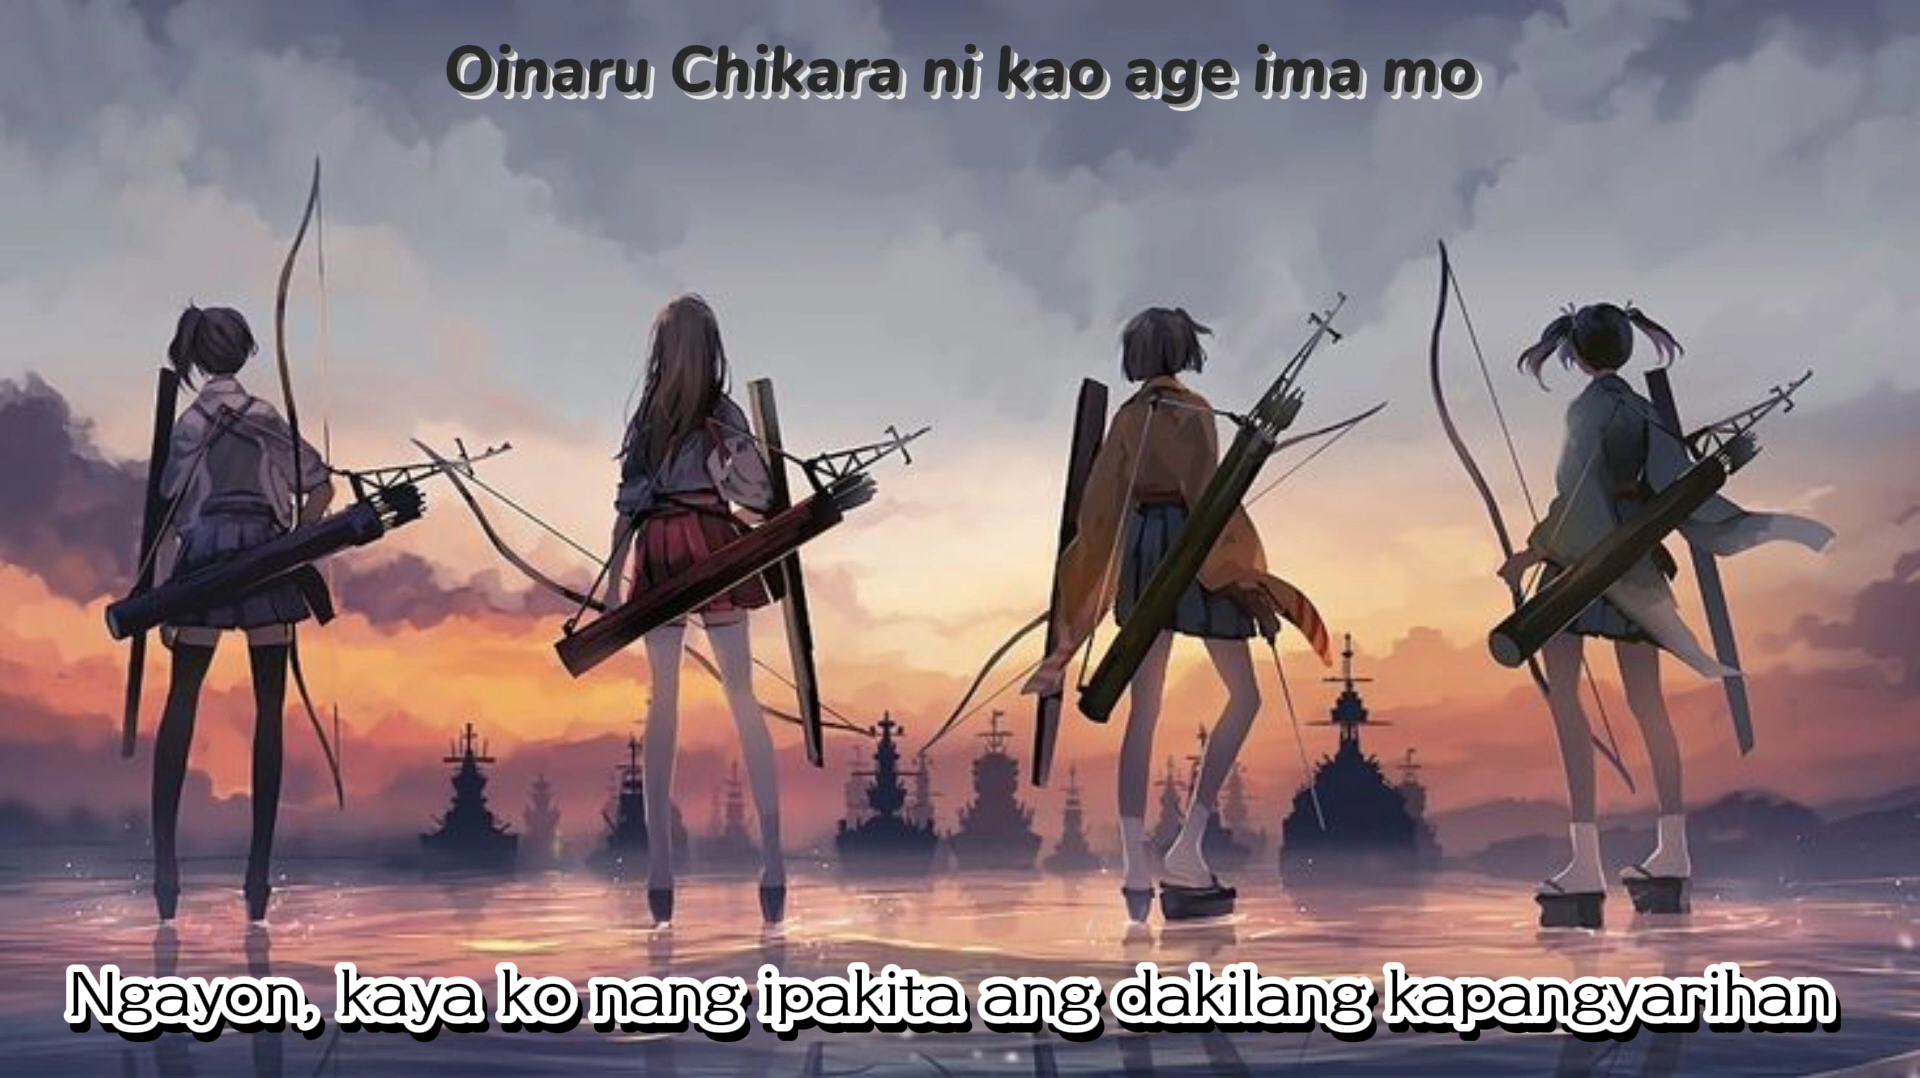 Oinaru Chikara ni kao age ima mo
Ngayon, kaya ko nang ipakita ang dakilang kapangyarihan